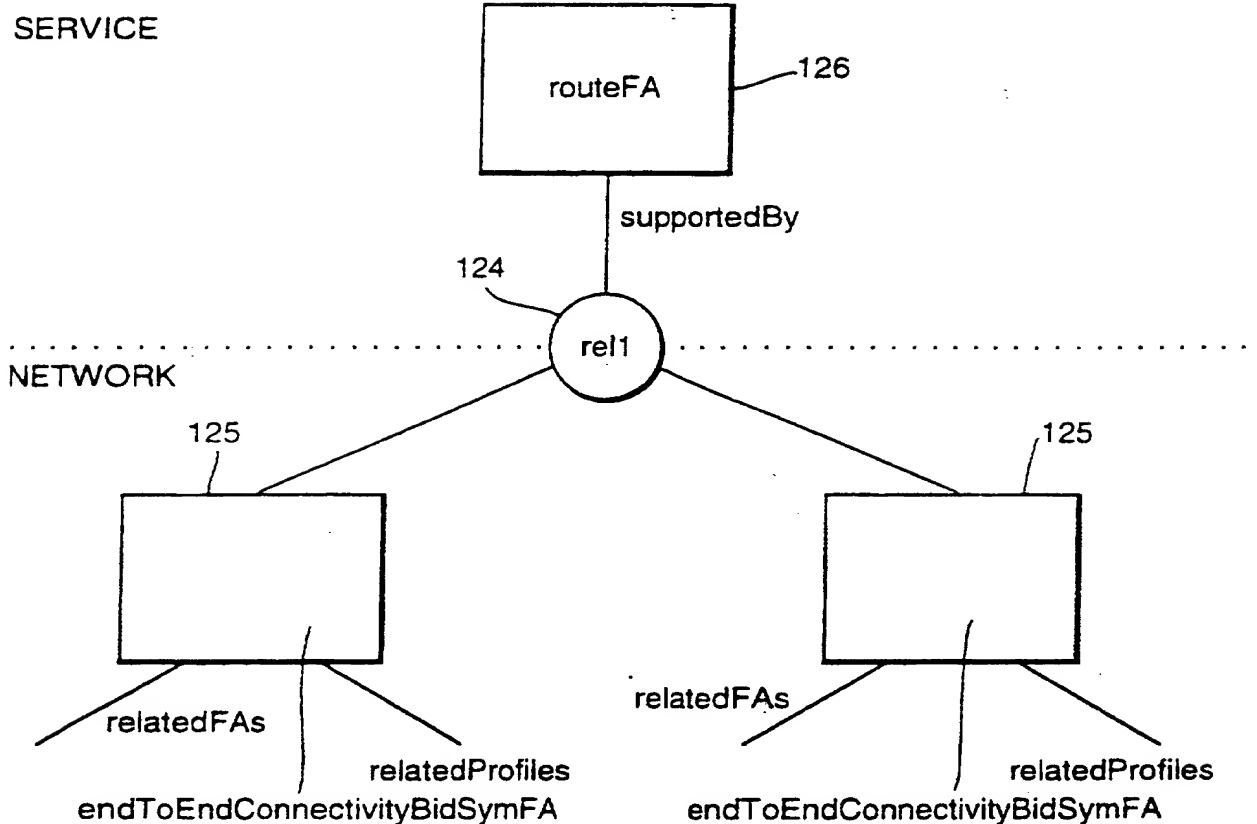 SERVICE
routeFA
126
supportedBy
124
rel1
NETWORK
125
125
relatedFAs
relatedFAs
relatedProfiles
relatedProfiles
endToEndConnectivityBidSymFA
endToEndConnectivityBidSymFA